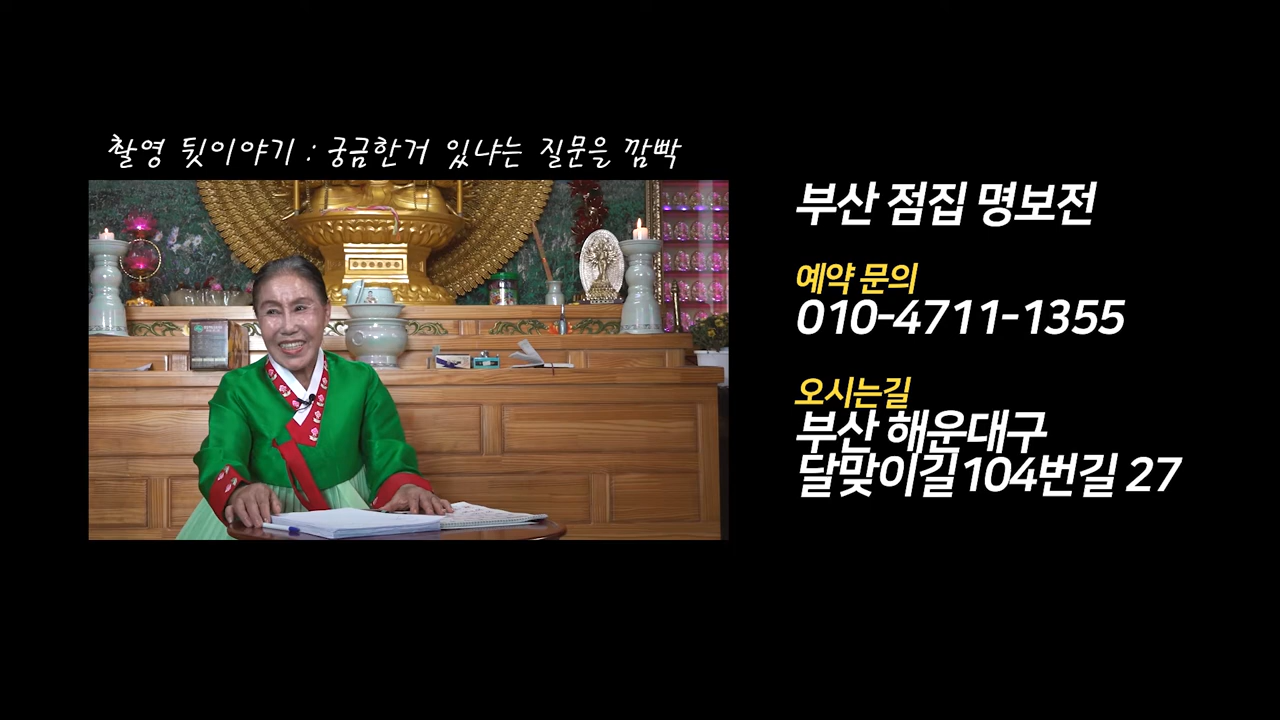 촬영 뒷이야기 : 궁금한거 있냐는 질문을 깜빡
부산 점집 명보전
예약 문의
010-4711-1355
오시는길
부산 해운대구
달맞이길104번길 27